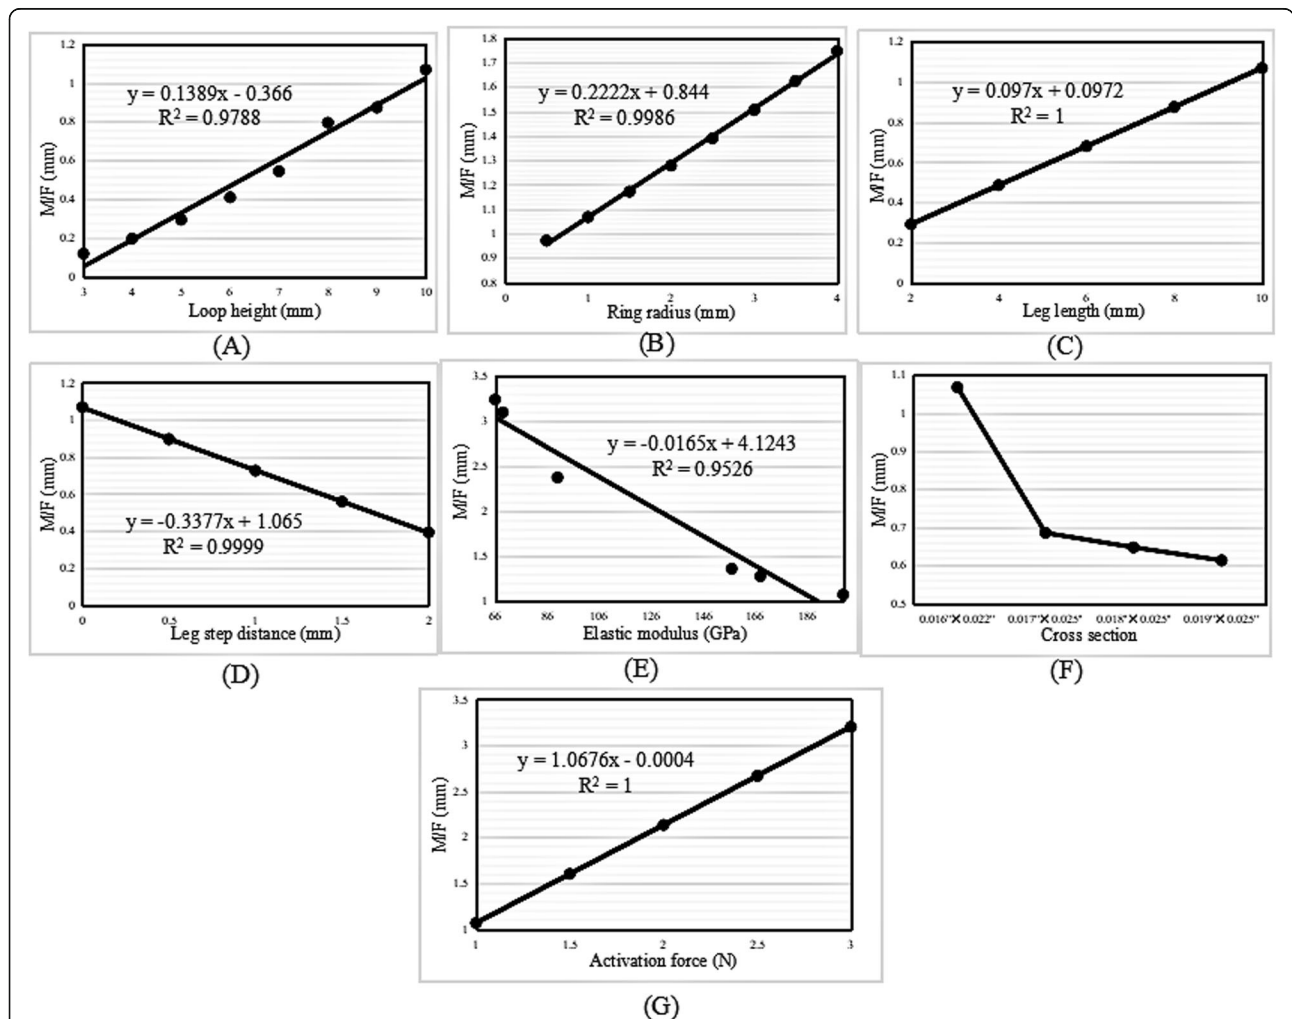 1.2
1
0.8
0.6
0.4
0.2
0
M/F (mm)
y = 0.1389x - 0.366
R² = 0.9788
3 4 5 6 7 8 9 10
Loop height (mm)
(A)
1.8
1.7
1.6
1.5
1.4
1.3
1.2
1.1
1
0.9
0.8
M/F (mm)
y = 0.2222x + 0.844
R² = 0.9986
0 1 2 3 4
Ring radius (mm)
(B)
1.2
1
0.8
0.6
0.4
0.2
0
M/F (mm)
y = 0.097x + 0.0972
R² = 1
2 4 6 8 10
Leg length (mm)
(C)
1.2
1
0.8
0.6
0.4
0.2
0
M/F (mm)
y = -0.3377x + 1.065
R² = 0.9999
0 0.5 1 1.5 2
Leg step distance (mm)
(D)
3.5
3
2.5
2
1.5
1
M/F (mm)
y = -0.0165x + 4.1243
R² = 0.9526
66 86 106 126 146 166 186
Elastic modulus (GPa)
(E)
1.1
1
0.9
0.8
0.7
0.6
0.5
M/F (mm)
0.016"X 0.022" 0.017"X 0.025" 0.018"X 0.025" 0.019"X 0.025"
Cross section
(F)
3.5
3
2.5
2
1.5
1
M/F (mm)
y = 1.0676x - 0.0004
R² = 1
1 1.5 2 2.5 3
Activation force (N)
(G)